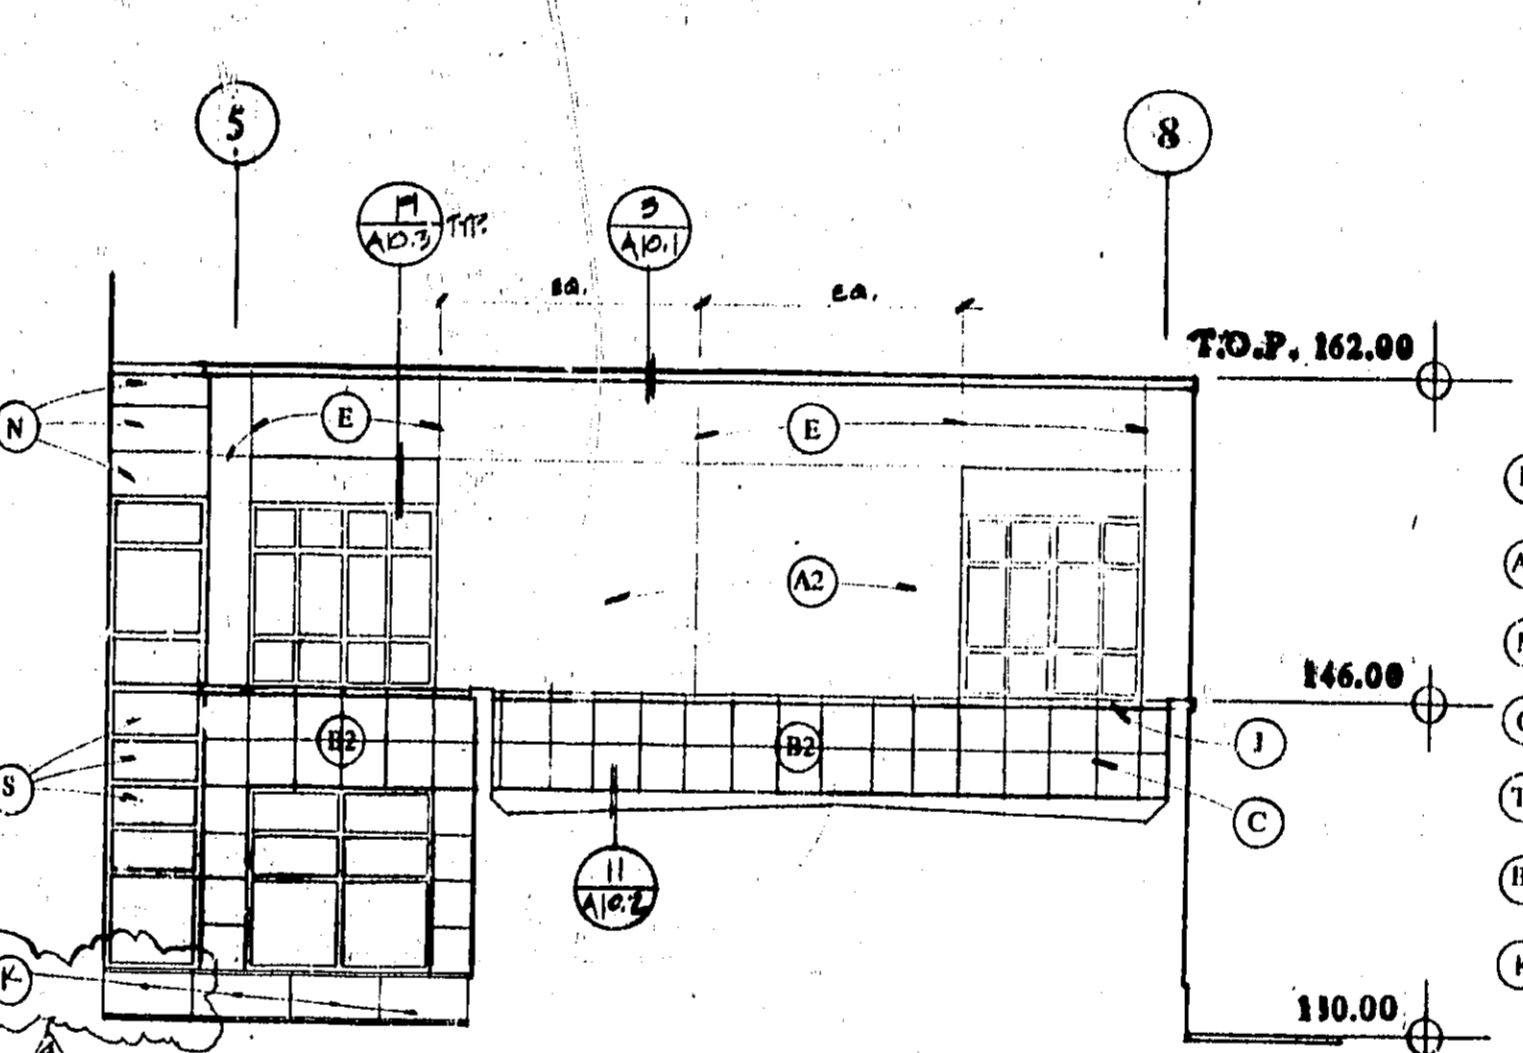 5
8
A10.3
TYP.
3
A10.1
EQ.
EQ.
T.O.P. 162.00
N
E
E
A2
146.00
B2
B2
J
S
C
11
A10.2
K
130.00